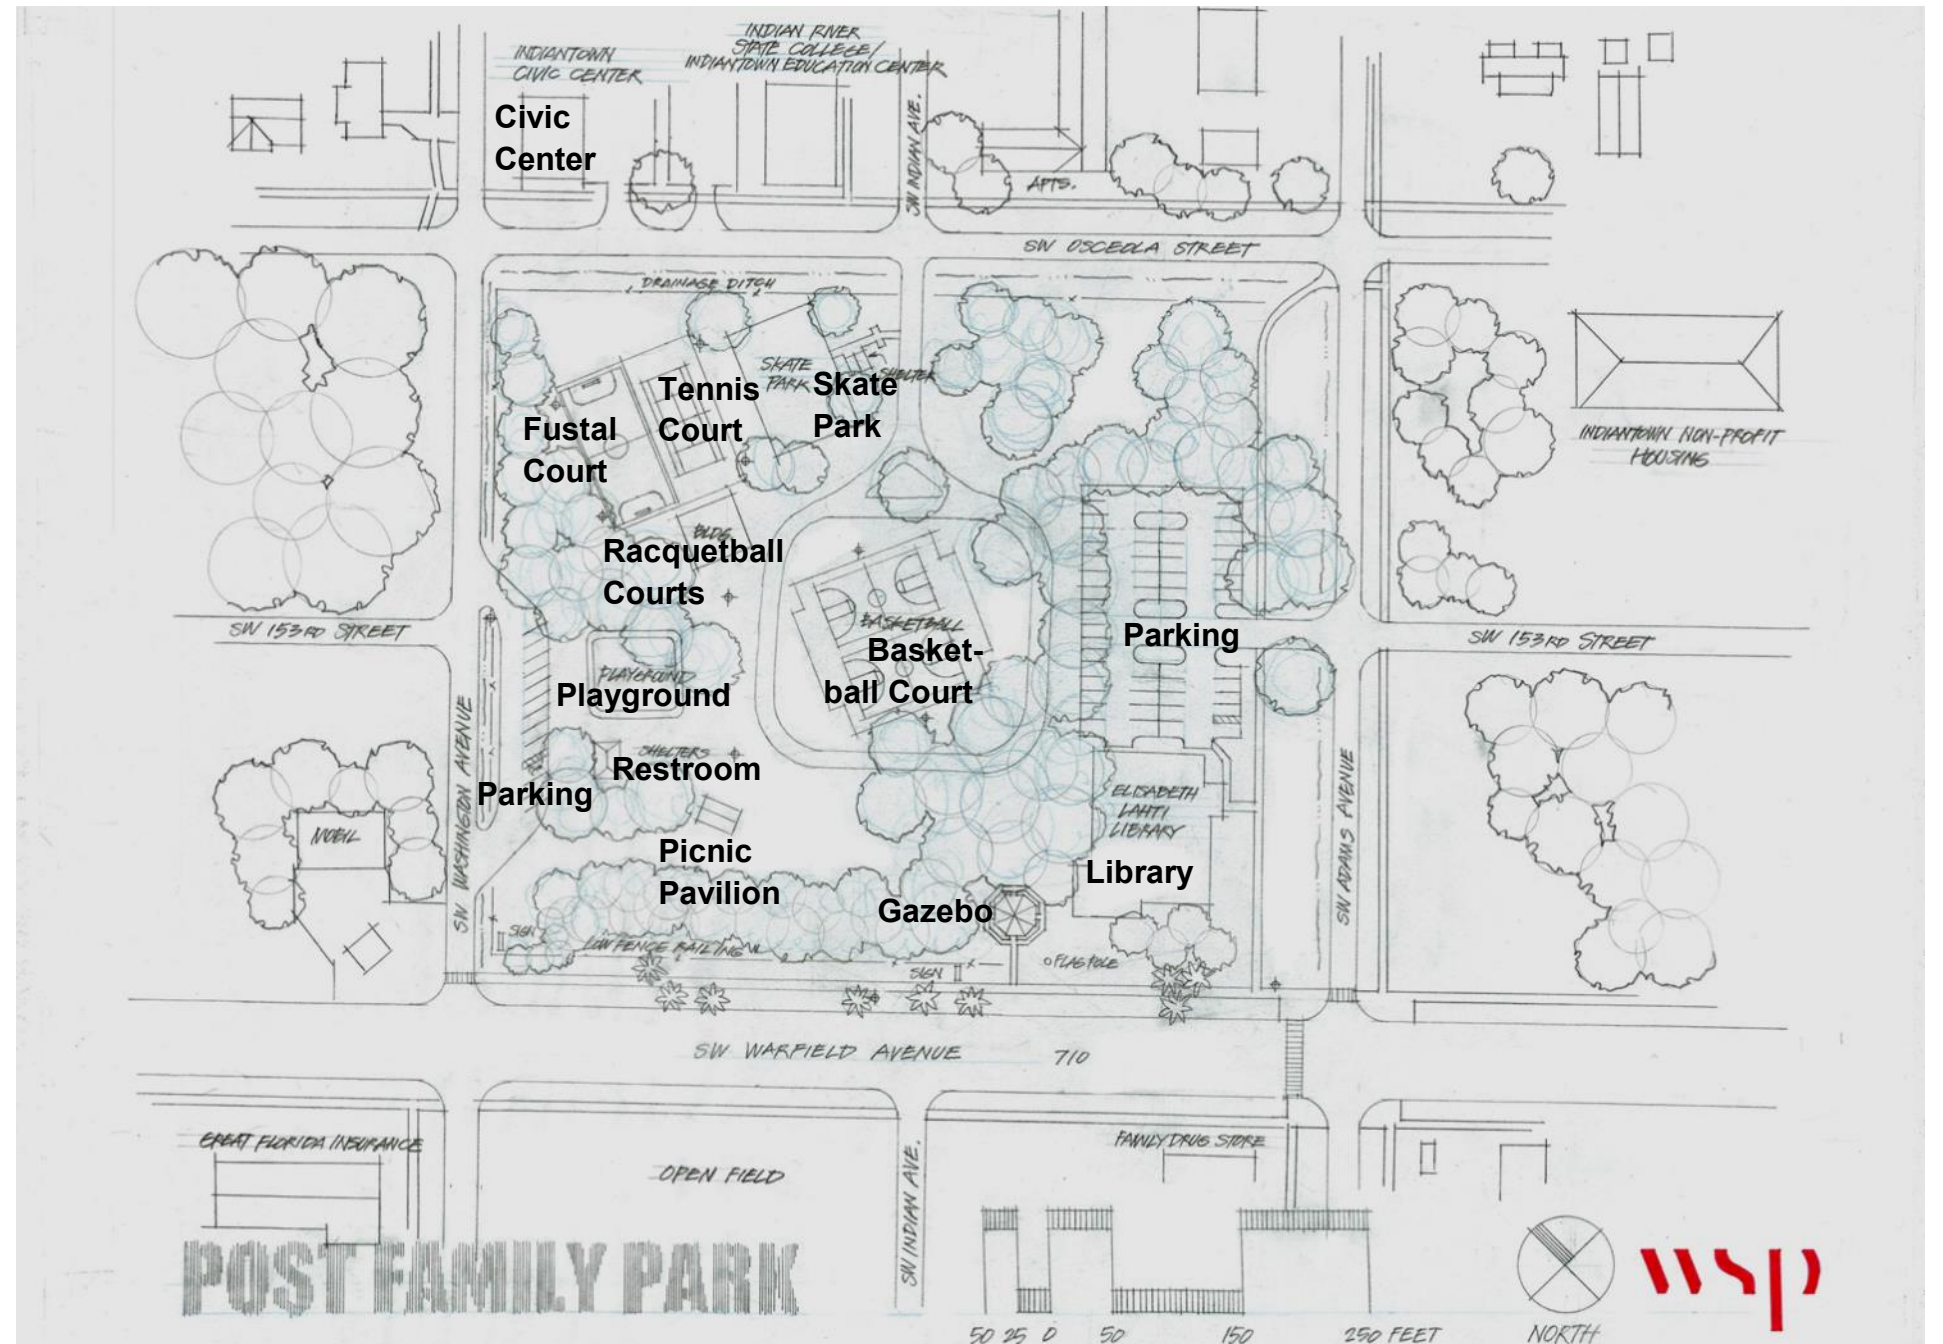 INDIANTOWN
CIVIC CENTER
INDIAN RIVER
STATE COLLEGE/
INDIANTOWN EDUCATION CENTER
Civic
Center
SW INDIAN AVE.
APTS.
SW OSCEOLA STREET
DRAINAGE DITCH
SKATE
PARK
SHELTER
Tennis
Court
Skate
Park
Fustal
Court
INDIANTOWN NON-PROFIT
HOUSING
BLDG
Racquetball
Courts
BASKETBALL
Basket-
ball Court
Parking
SW 153RD STREET
SW 153RD STREET
PLAYGROUND
Playground
SHELTERS
Restroom
Parking
SW WASHINGTON AVENUE
MOBIL
ELISABETH
LAHTI
LIBRARY
Library
SW ADAMS AVENUE
Picnic
Pavilion
Gazebo
SIGN
LOW FENCE RAILING
SIGN
FLAG POLE
SW WARFIELD AVENUE 710
GREAT FLORIDA INSURANCE
OPEN FIELD
SW INDIAN AVE.
FAMILY DRUG STORE
POST FAMILY PARK
50 25 0 50 150 250 FEET
NORTH
wsp